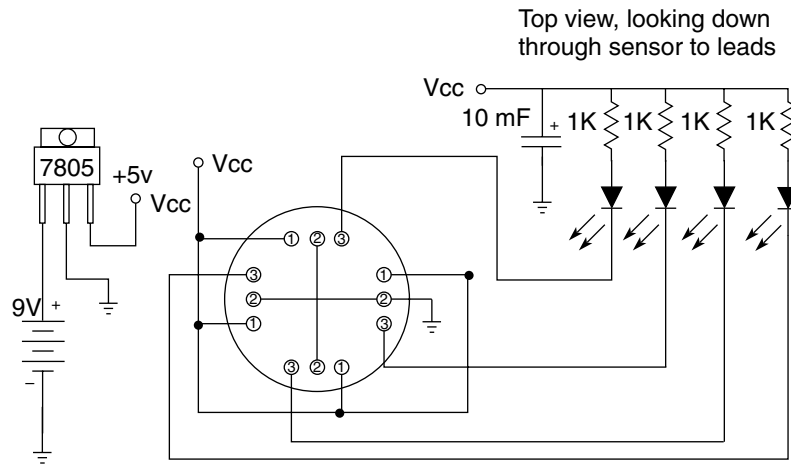 Top view, looking down
through sensor to leads
Vcc
10 mF + 1K 1K 1K 1K
7805
+5v
Vcc
Vcc
1 2 3
3 1
2 2
1 3
3 2 1
9V +
–